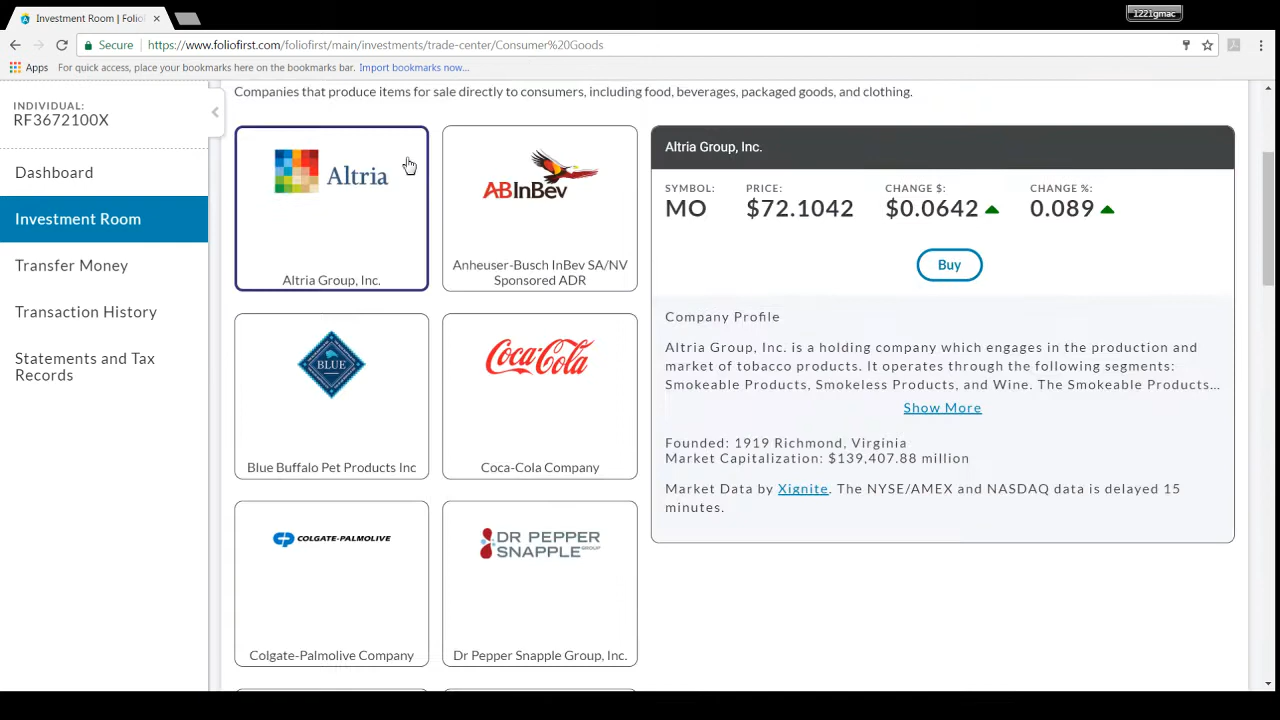 Investment Room | Folio
1221gmac
Secure
https://www.foliofirst.com/foliofirst/main/investments/trade-center/Consumer%20Goods
Apps
For quick access, place your bookmarks here on the bookmarks bar. Import bookmarks now...
INDIVIDUAL:
RF3672100X
Dashboard
Investment Room
Transfer Money
Transaction History
Statements and Tax
Records
Companies that produce items for sale directly to consumers, including food, beverages, packaged goods, and clothing.
Altria
Altria Group, Inc.
ABInBev
Anheuser-Busch InBev SA/NV
Sponsored ADR
BLUE
Blue Buffalo Pet Products Inc
Coca-Cola
Coca-Cola Company
COLGATE-PALMOLIVE
Colgate-Palmolive Company
DR PEPPER
SNAPPLE GROUP
Dr Pepper Snapple Group, Inc.
Altria Group, Inc.
SYMBOL:
MO
PRICE:
$72.1042
CHANGE $:
$0.0642
CHANGE %:
0.089
Buy
Company Profile
Altria Group, Inc. is a holding company which engages in the production and
market of tobacco products. It operates through the following segments:
Smokeable Products, Smokeless Products, and Wine. The Smokeable Products...
Show More
Founded: 1919 Richmond, Virginia
Market Capitalization: $139,407.88 million
Market Data by Xignite. The NYSE/AMEX and NASDAQ data is delayed 15
minutes.